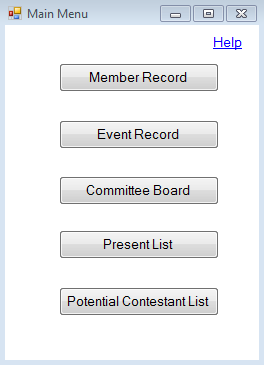 Main Menu
Help
Member Record
Event Record
Committee Board
Present List
Potential Contestant List